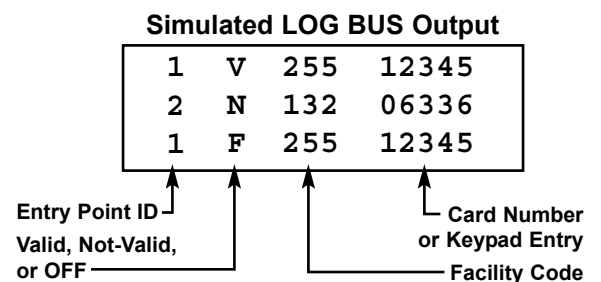 Simulated LOG BUS Output
1 V 255 12345
2 N 132 06336
1 F 255 12345
Entry Point ID
Valid, Not-Valid,
or OFF
Card Number
or Keypad Entry
Facility Code